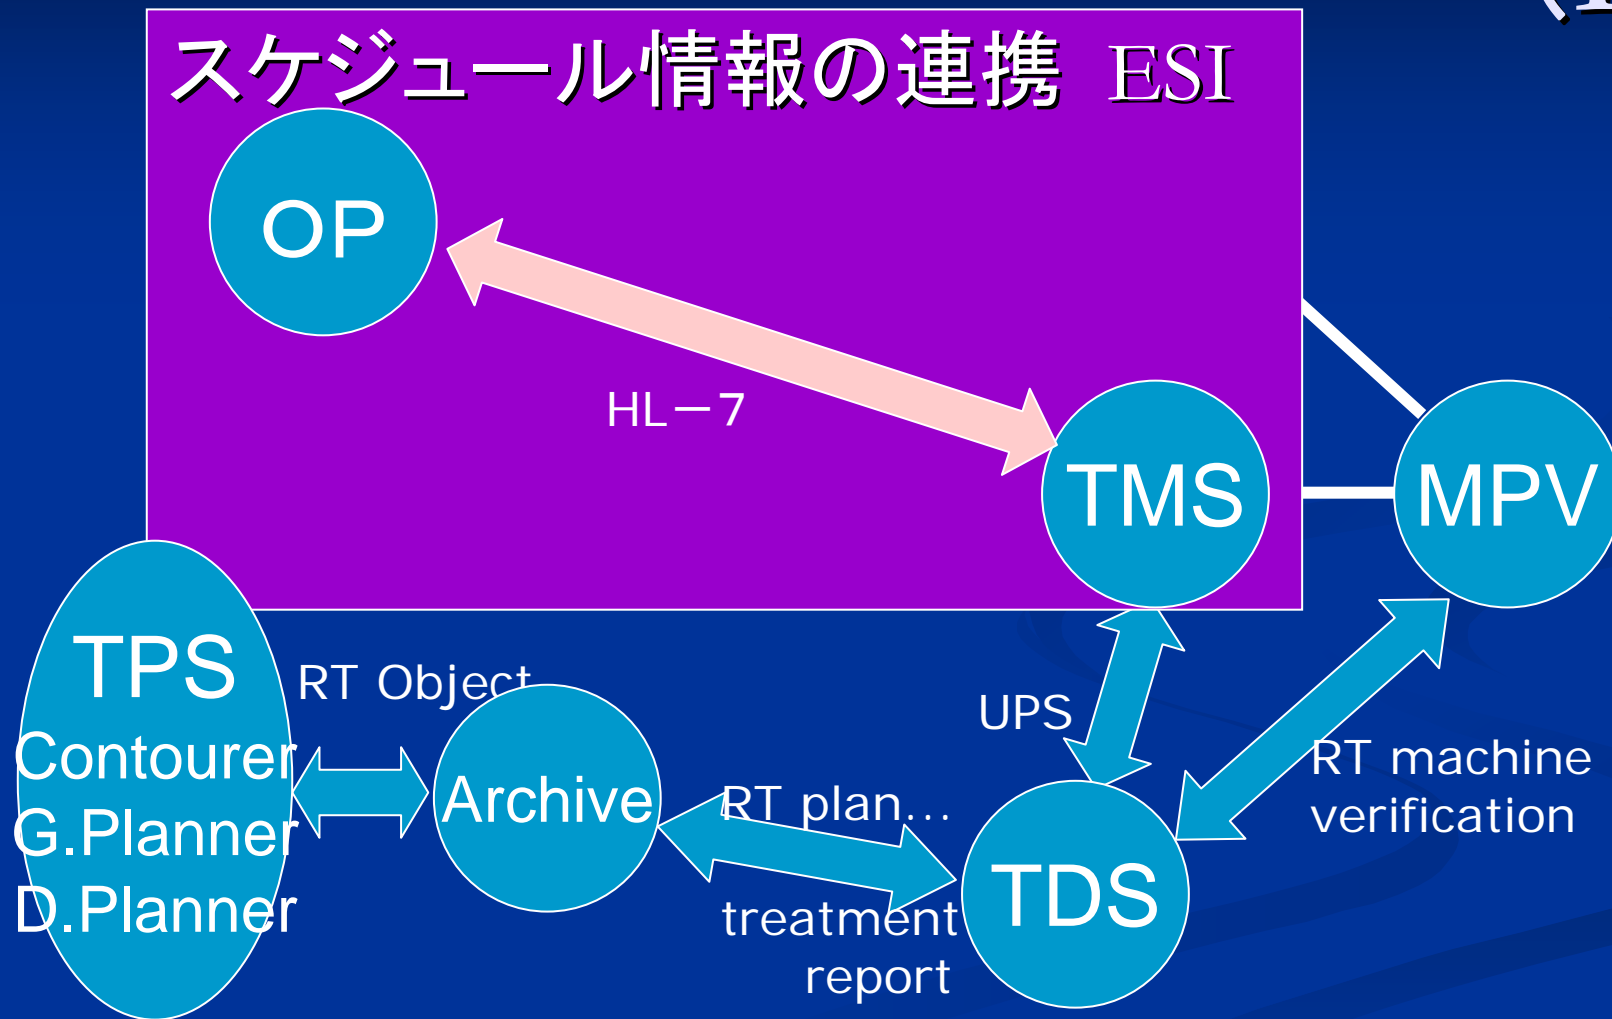 スケジュール情報の連携 ESI
OP
HL－7
TMS
MPV
TPS
Contourer
G.Planner
D.Planner
RT Object
Archive
UPS
RT plan...
treatment
report
TDS
RT machine
verification